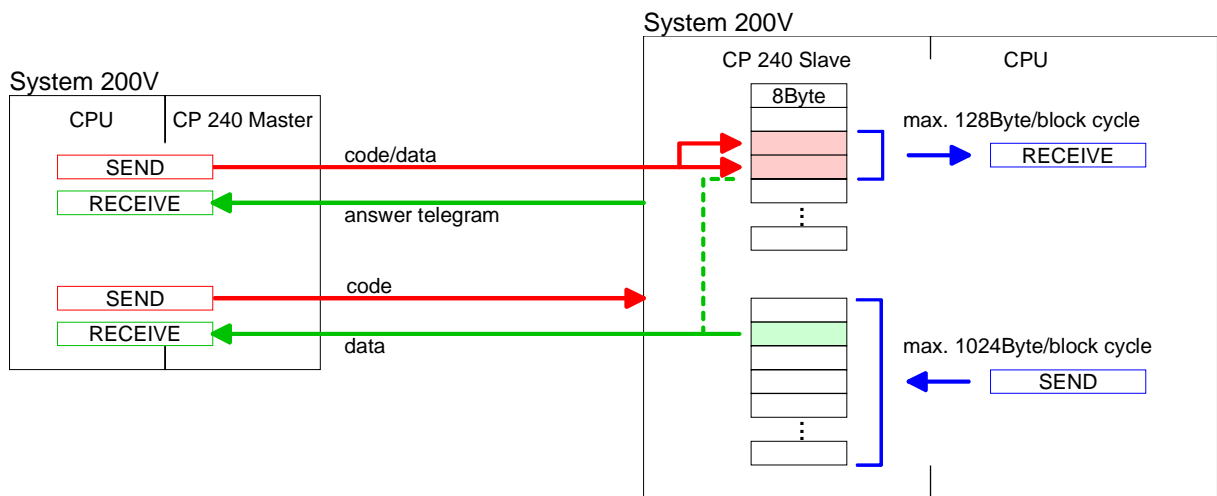 System 200V
CP 240 Slave
CPU
8Byte
System 200V
CPU
CP 240 Master
max. 128Byte/block cycle
SEND
code/data
RECEIVE
RECEIVE
answer telegram
SEND
code
RECEIVE
data
max. 1024Byte/block cycle
SEND